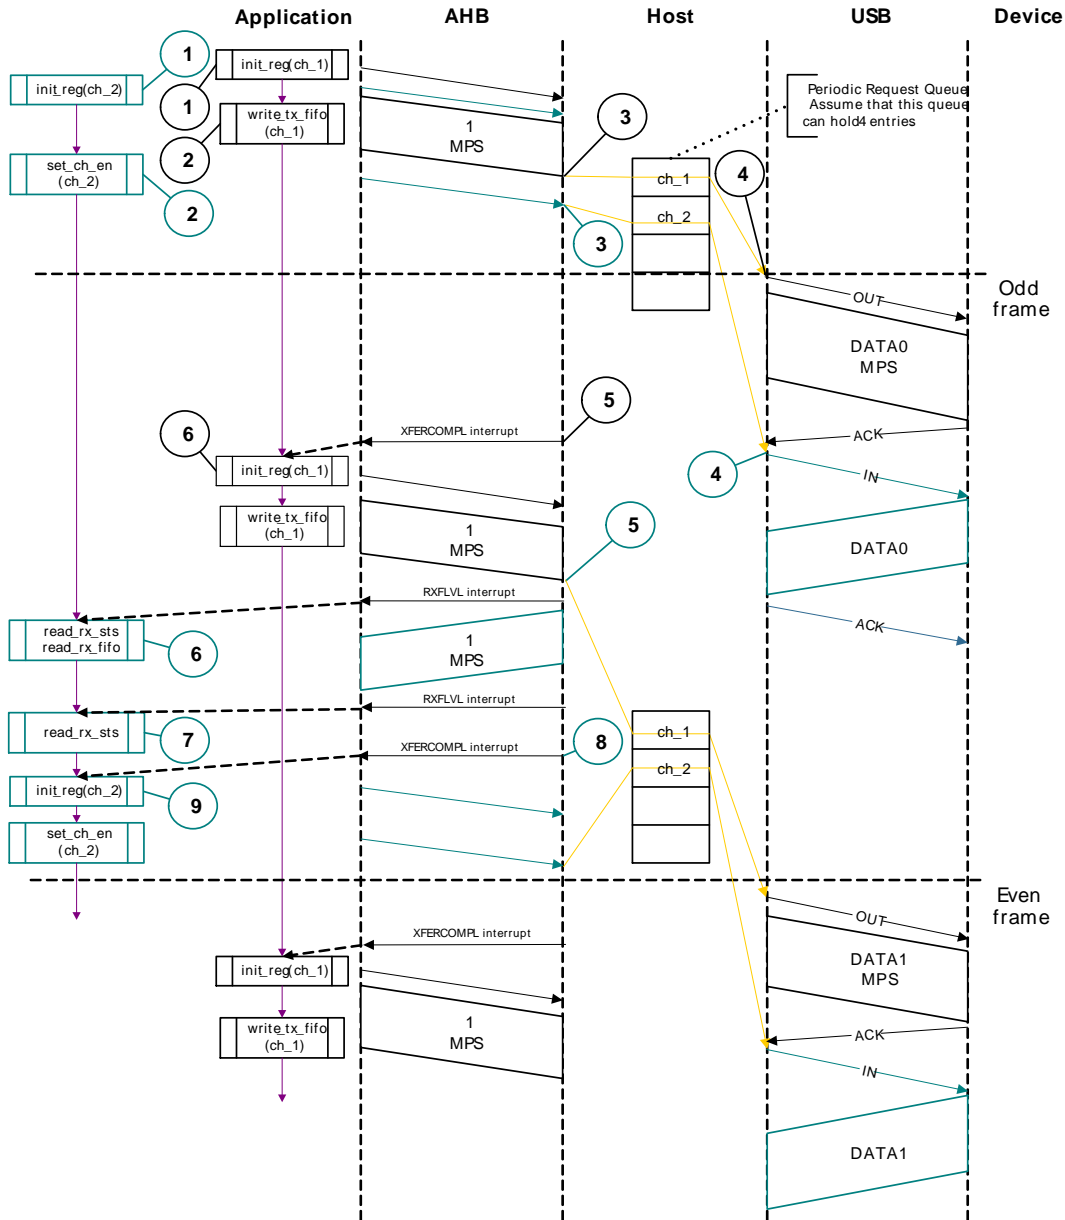 Application
AHB
Host
USB
Device
1
init_reg(ch_1)
init_reg(ch_2)
Periodic Request Queue
Assume that this queue
can hold4 entries
1
write_tx_fifo
(ch_1)
1
MPS
3
2
set_ch_en
(ch_2)
ch_1
4
2
ch_2
3
Odd
frame
OUT
DATA0
MPS
5
6
XFERCOMPL interrupt
ACK
init_reg(ch_1)
4
IN
write_tx_fifo
(ch_1)
1
MPS
5
DATA0
RXFLVL interrupt
read_rx_sts
read_rx_fifo
6
1
MPS
ACK
RXFLVL interrupt
read_rx_sts
7
ch_1
XFERCOMPL interrupt
8
ch_2
init_reg(ch_2)
9
set_ch_en
(ch_2)
Even
frame
OUT
XFERCOMPL interrupt
init_reg(ch_1)
DATA1
MPS
write_tx_fifo
(ch_1)
1
MPS
ACK
IN
DATA1